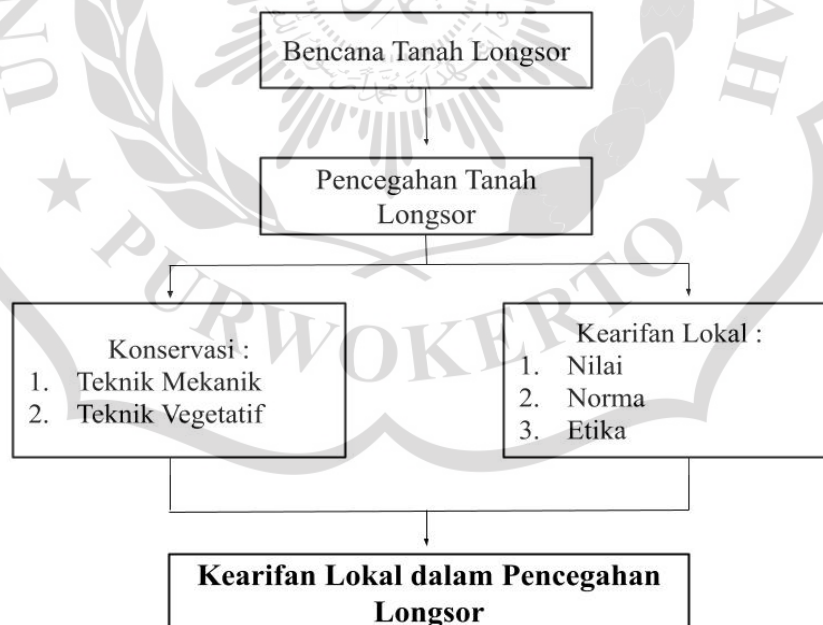 Bencana Tanah Longsor
Pencegahan Tanah
Longsor
Konservasi :
1. Teknik Mekanik
2. Teknik Vegetatif
Kearifan Lokal :
1. Nilai
2. Norma
3. Etika
Kearifan Lokal dalam Pencegahan
Longsor
PURWOKERTO